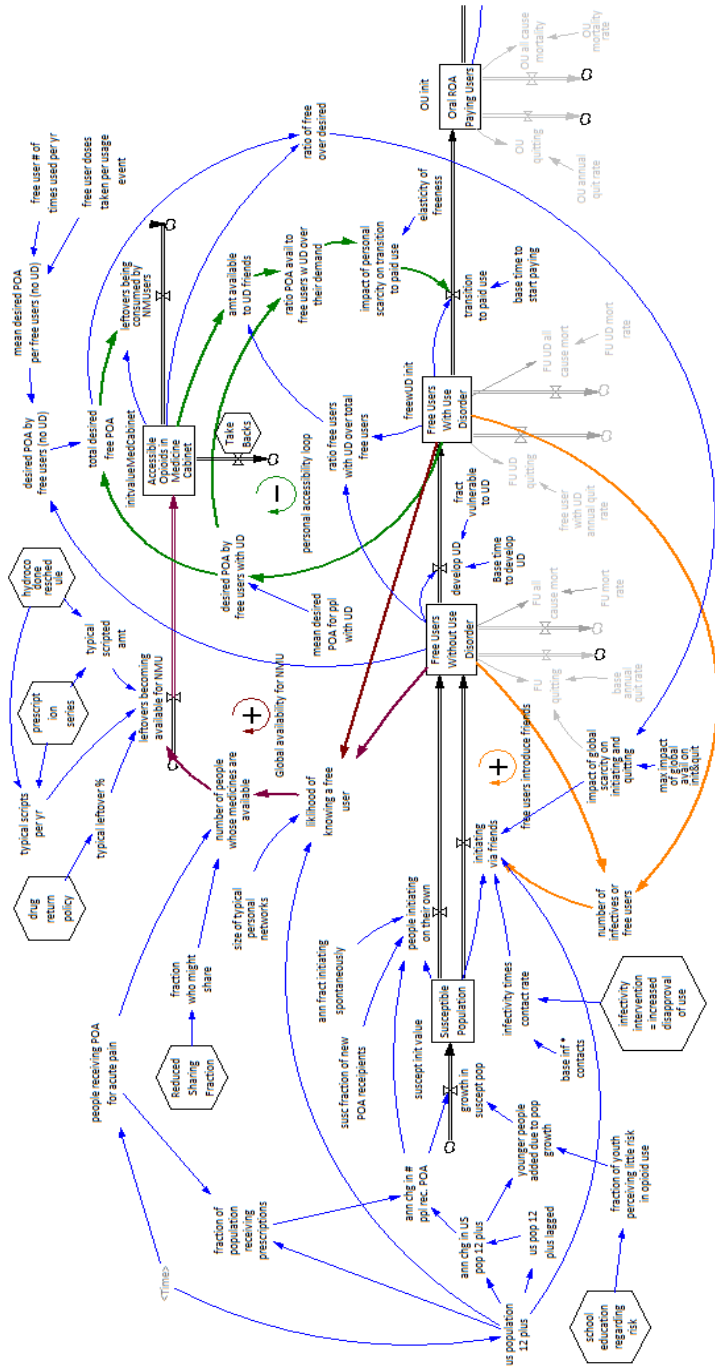 <Time>
people receiving POA
for acute pain
drug
return
policy
typical scripts
per yr
typical leftover %
prescript
ion
series
hydroco
done
resched
ule
typical
scripted
amt
leftovers becoming
available for NMU
mean desired POA
per free users (no UD)
free user # of
times used per yr
free user doses
taken per usage
event
desired POA by
free users (no UD)
total desired
free POA
leftovers being
consumed by
NMUsers
initvalueMedCabinet
Accessible
Opioids in
Medicine
Cabinet
Take
Backs
ratio of free
over desired
amt available
to UD friends
ratio POA avail to
free users w UD over
their demand
impact of personal
scarcity on transition
to paid use
elasticity of
freeness
Reduced
Sharing
Fraction
fraction
who might
share
number of people
whose medicines are
available
Global availability for NMU
size of typical
personal
networks
liklihood of
knowing a free
user
desired POA by
free users with UD
mean desired
POA for ppl
with UD
personal accessibility loop
ratio free users
with UD over total
free users
fraction of
population
receiving
prescriptions
ann fract initiating
spontaneously
susc fraction of new
POA receipients
people initiating
on their own
suscept init value
ann chg in #
ppl rec. POA
growth in
suscept pop
Susceptible
Population
Free Users
Without Use
Disorder
develop UD
fract
vulnerable
to UD
Base time
to develop
UD
freewUD init
Free Users
With Use
Disorder
transition
to paid use
base time to
start paying
OU init
Oral ROA
Paying Users
us population
12 plus
ann chg in US
pop 12 plus
us pop 12
plus lagged
younger people
added due to pop
growth
school
education
regarding
risk
fraction of youth
perceiving little risk
in opioid use
base inf *
contacts
infectivity times
contact rate
infectivity
intervention
= increased
disapproval
of use
initiating
via friends
free users introduce friends
number of
infectives or
free users
impact of global
scarcity on
initiating and
quitting
max impact
of global
avail on
init&quit
FU
quitting
base
annual
quit rate
FU all
cause mort
FU mort
rate
FU UD
quitting
free user
with UD
annual quit
rate
FU UD all
cause mort
FU UD mort
rate
OU
quitting
OU annual
quit rate
OU all cause
mortality
OU
mortality
rate